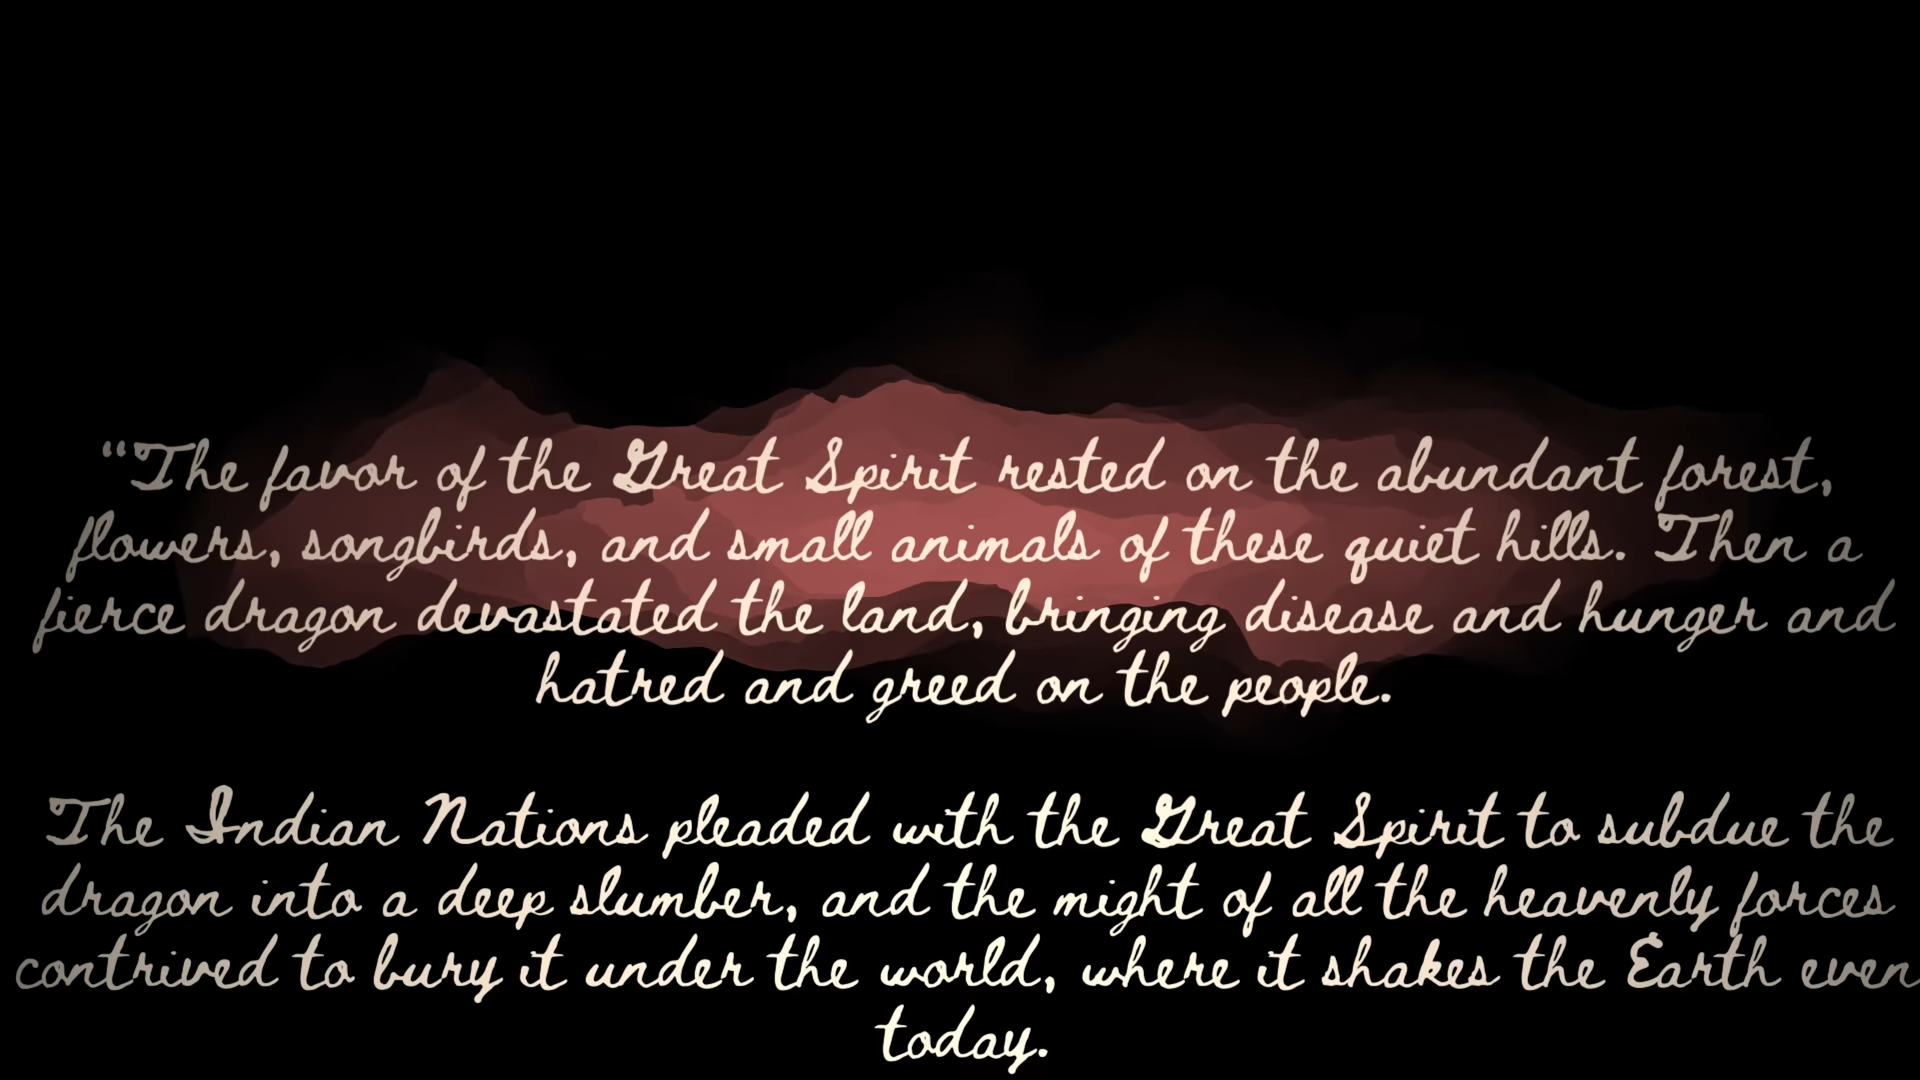 “The favor of the Great Spirit rested on the abundant forest,
flowers, songbirds, and small animals of these quiet hills. Then a
fierce dragon devastated the land, bringing disease and hunger and
hatred and greed on the people.
The Indian Nations pleaded with the Great Spirit to subdue the
dragon into a deep slumber, and the might of all the heavenly forces
contrived to bury it under the world, where it shakes the Earth even
today.